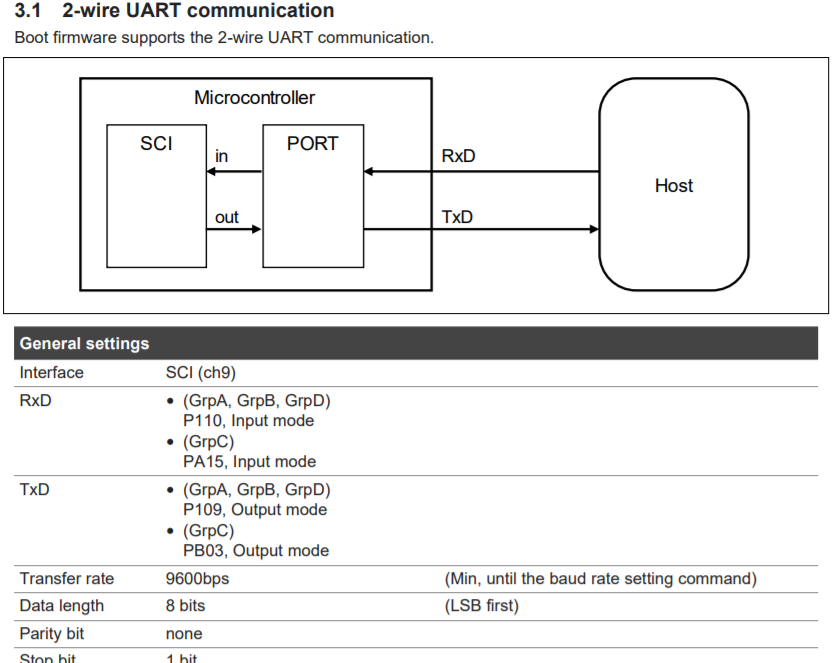 3.1 2-wire UART communication
Boot firmware supports the 2-wire UART communication.
Microcontroller
SCI
in
out
PORT
RxD
TxD
Host
General settings
Interface SCI (ch9)
RxD • (GrpA, GrpB, GrpD)
P110, Input mode
• (GrpC)
PA15, Input mode
TxD • (GrpA, GrpB, GrpD)
P109, Output mode
• (GrpC)
PB03, Output mode
Transfer rate 9600bps (Min, until the baud rate setting command)
Data length 8 bits (LSB first)
Parity bit none
Stop bit 1 bit